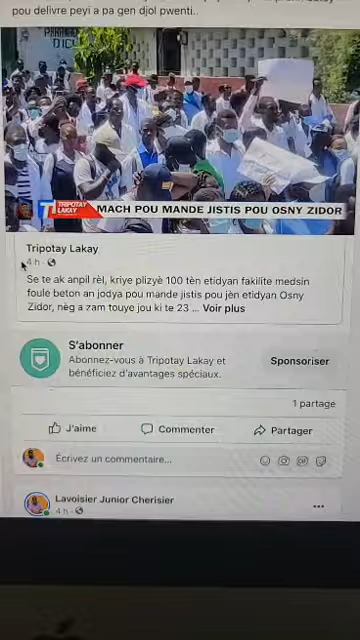 pou delivre peyi a pa gen djol pwenti..
TRIPOTAY LAKAY MACH POU MANDE JISTIS POU OSNY ZIDOR
Tripotay Lakay
4 h
Se te ak anpil rèl, kriye plizyè 100 tèn etidyan fakilite medsin
foule beton an jodya pou mande jistis pou jèn etidyan Osny
Zidor, nèg a zam touye jou ki te 23 ... Voir plus
S'abonner
Abonnez-vous à Tripotay Lakay et
bénéficiez d'avantages spéciaux.
Sponsoriser
1 partage
J'aime Commenter Partager
Écrivez un commentaire...
GIF
Lavoisier Junior Cherisier
4 h